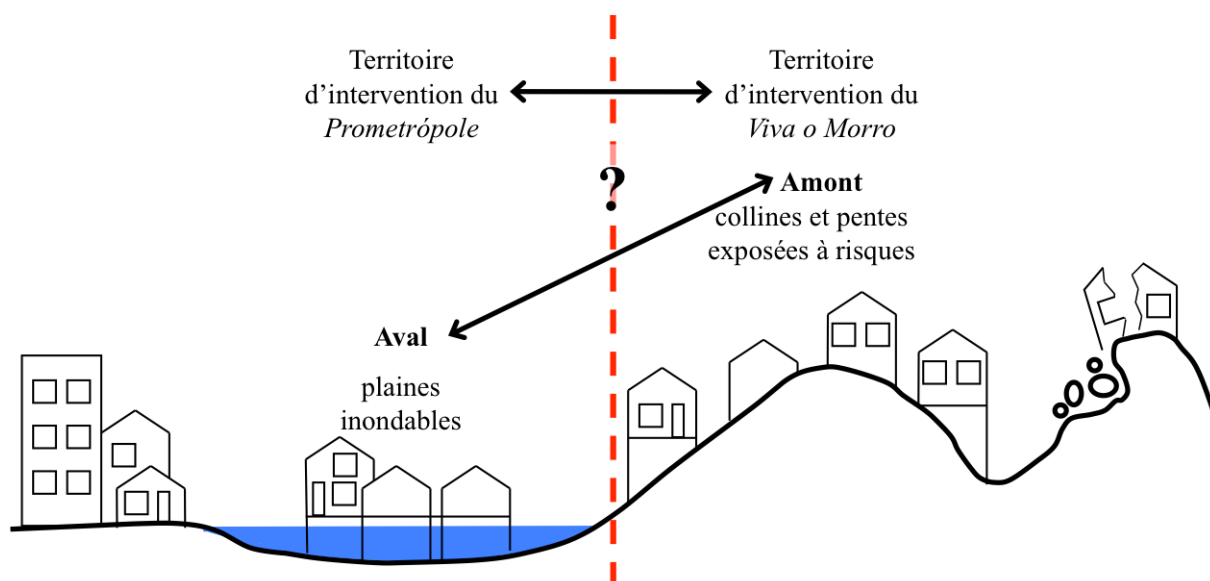 Territoire
d’intervention du
Prometrópole
Territoire
d’intervention du
Viva o Morro
?
Amont
collines et pentes
exposées à risques
Aval
plaines
inondables